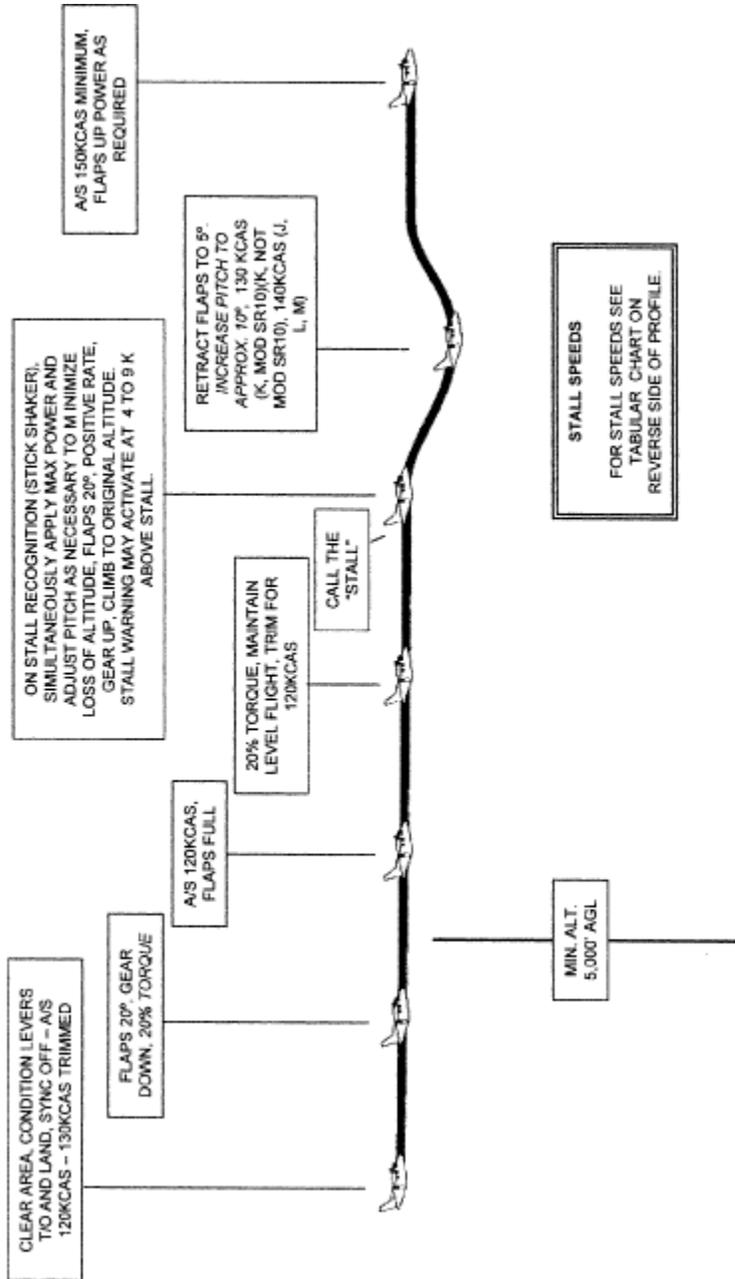 CLEAR AREA, CONDITION LEVERS
T/O AND LAND, SYNC OFF – A/S
120KCAS – 130KCAS TRIMMED
FLAPS 20º, GEAR
DOWN, 20% TORQUE
A/S 120KCAS,
FLAPS FULL
20% TORQUE, MAINTAIN
LEVEL FLIGHT, TRIM FOR
120KCAS
CALL THE
"STALL"
ON STALL RECOGNITION (STICK SHAKER),
SIMULTANEOUSLY APPLY MAX POWER AND
ADJUST PITCH AS NECESSARY TO M INIMIZE
LOSS OF ALTITUDE, FLAPS 20º, POSITIVE RATE,
GEAR UP, CLIMB TO ORIGINAL ALTITUDE.
STALL WARNING MAY ACTIVATE AT 4 TO 9 K
ABOVE STALL.
RETRACT FLAPS TO 5º.
INCREASE PITCH TO
APPROX. 10º, 130 KCAS
(K, MOD SR10)(K, NOT
MOD SR10), 140KCAS (J,
L, M)
A/S 150KCAS MINIMUM,
FLAPS UP POWER AS
REQUIRED
MIN. ALT.
5,000' AGL
STALL SPEEDS
FOR STALL SPEEDS SEE
TABULAR CHART ON
REVERSE SIDE OF PROFILE.